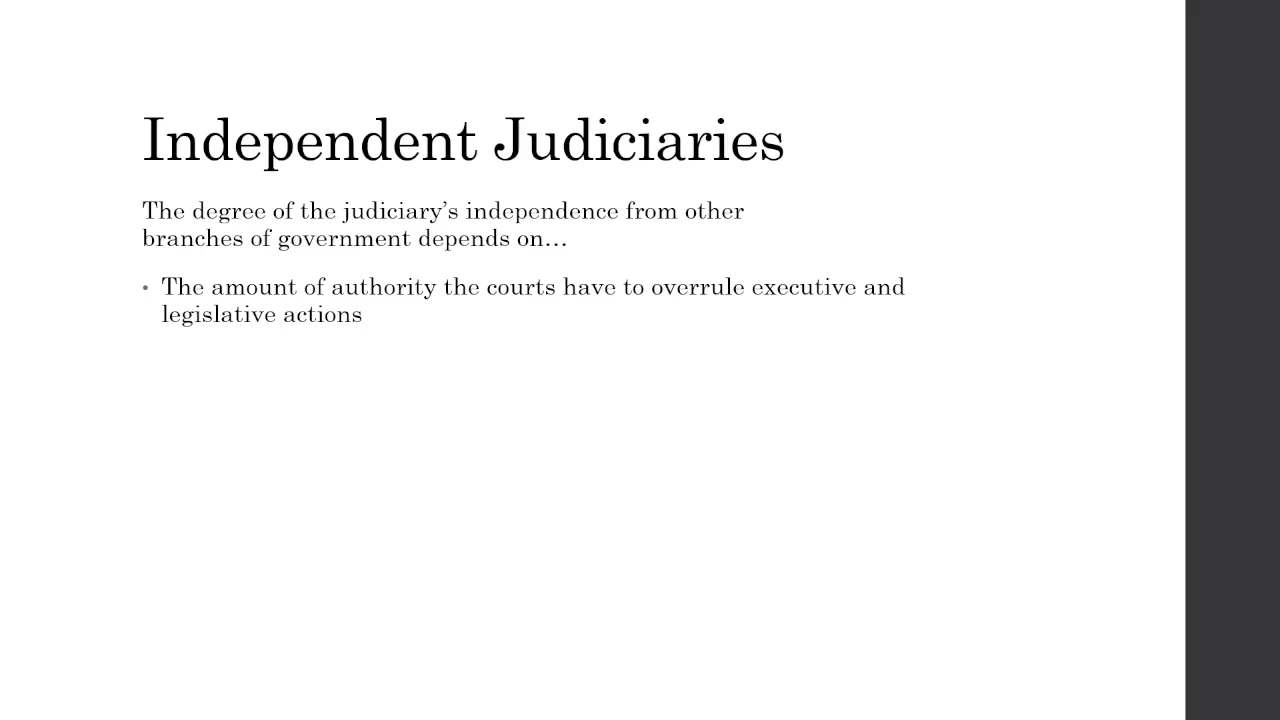 Independent Judiciaries
The degree of the judiciary’s independence from other
branches of government depends on…
• The amount of authority the courts have to overrule executive and
legislative actions